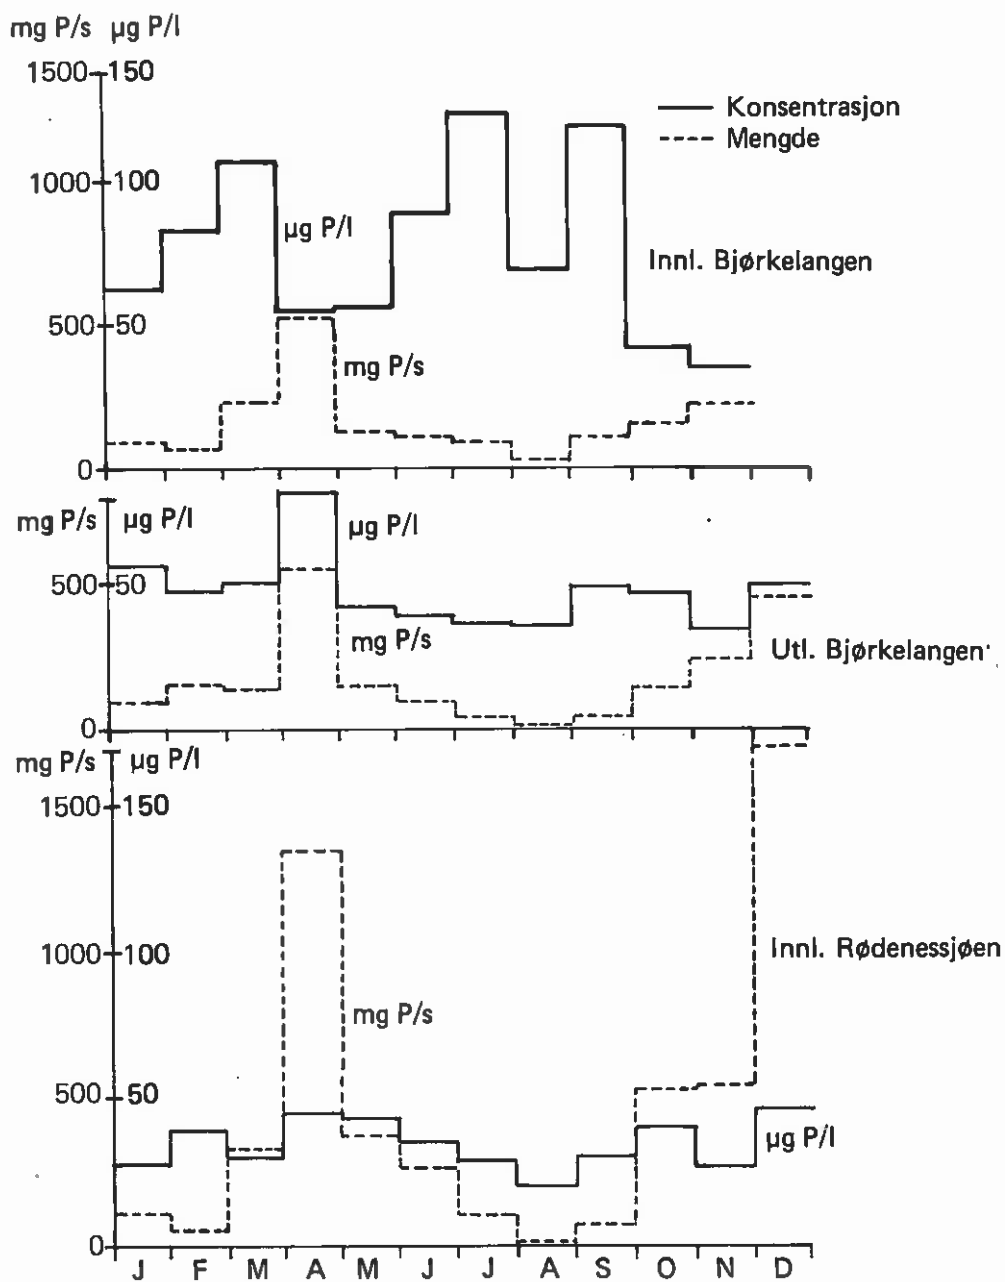 mg P/s µg P/l
1500 150
Konsentrasjon
Mengde
1000 100
µg P/l
Innl. Bjørkelangen
500 50
mg P/s
0
mg P/s µg P/l
µg P/l
500 50
mg P/s
Utl. Bjørkelangen
0
mg P/s µg P/l
1500 150
1000 100
Innl. Rødenessjøen
mg P/s
500 50
µg P/l
0
J F M A M J J A S O N D